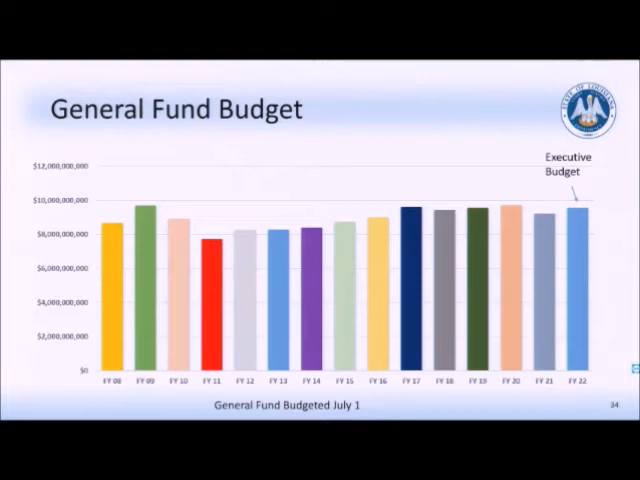 General Fund Budget
STATE OF LOUISIANA
Executive
Budget
$12,000,000,000
$10,000,000,000
$8,000,000,000
$6,000,000,000
$4,000,000,000
$2,000,000,000
$0
FY 08 FY 09 FY 10 FY 11 FY 12 FY 13 FY 14 FY 15 FY 16 FY 17 FY 18 FY 19 FY 20 FY 21 FY 22
General Fund Budgeted July 1
34